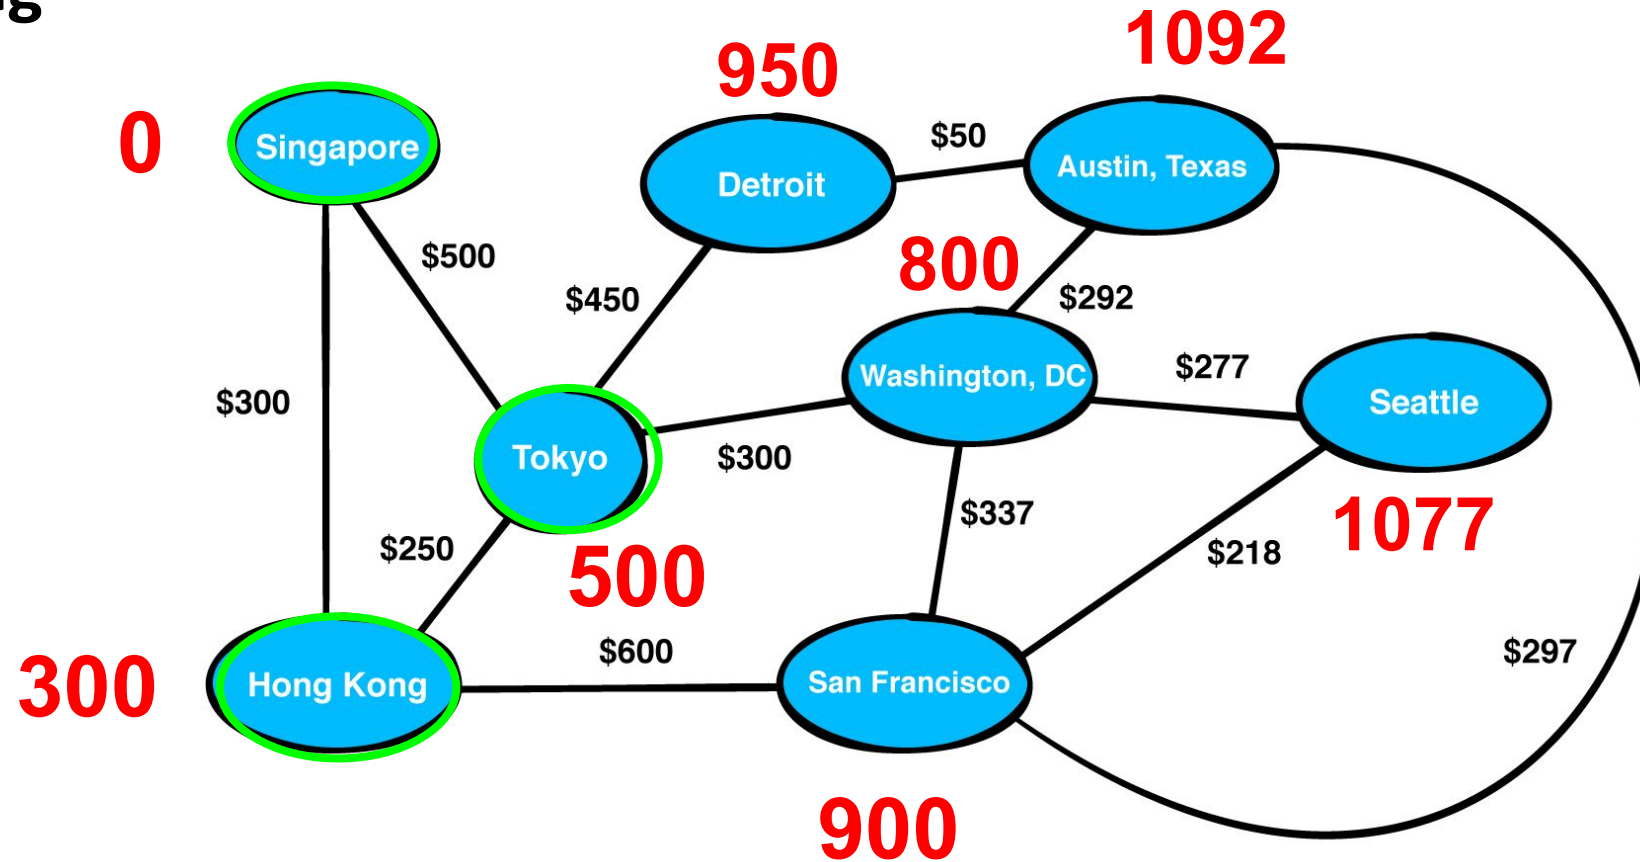 1092
950
$50
0
Singapore
Detroit
Austin, Texas
$500
800
$450
$292
Washington, DC
$277
Seattle
$300
Tokyo
$300
$337
1077
$250
500
$218
$600
$297
300
Hong Kong
San Francisco
900